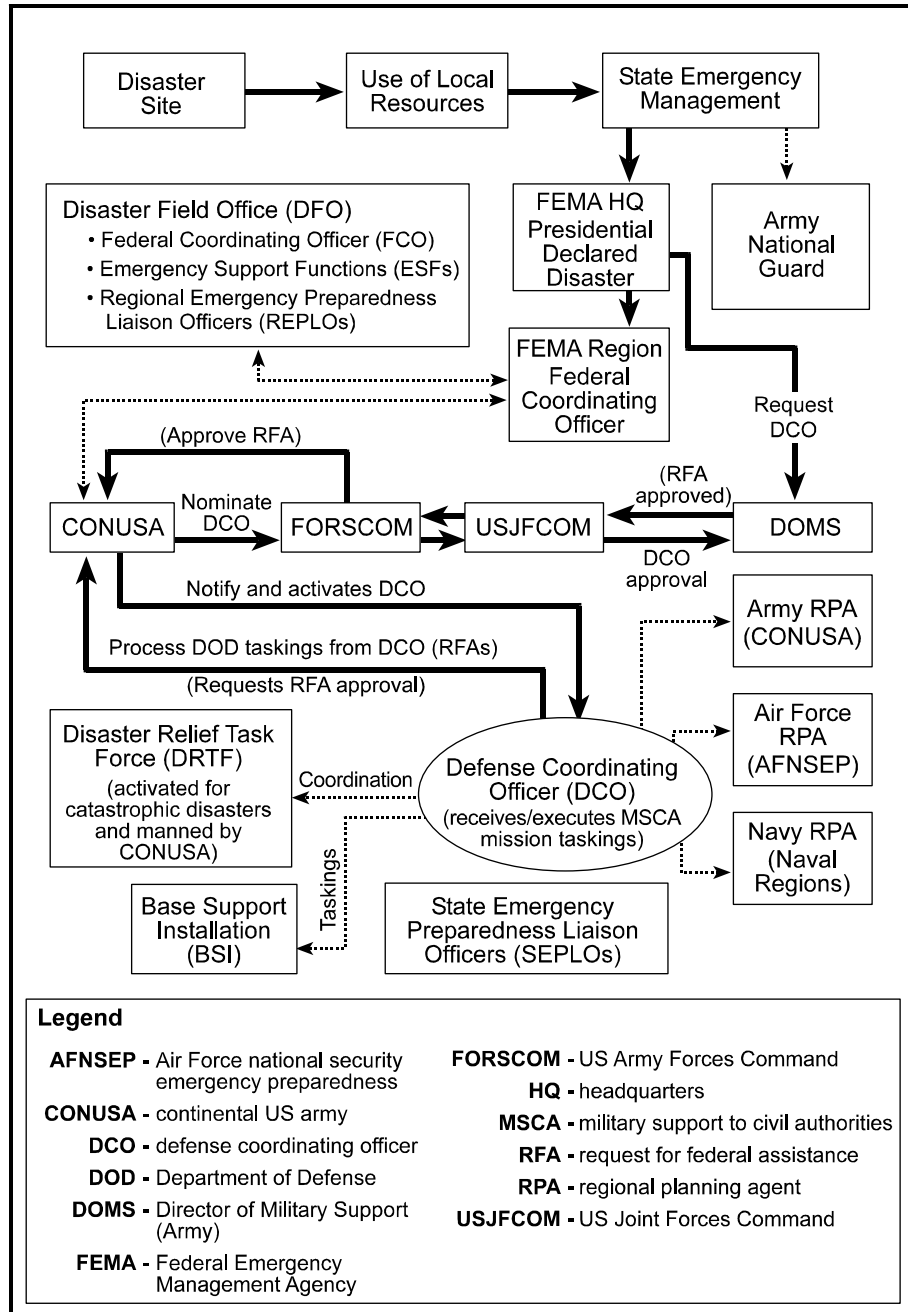 Disaster
Site
Use of Local
Resources
State Emergency
Management
Disaster Field Office (DFO)
• Federal Coordinating Officer (FCO)
• Emergency Support Functions (ESFs)
• Regional Emergency Preparedness
Liaison Officers (REPLOs)
FEMA HQ
Presidential
Declared
Disaster
Army
National
Guard
FEMA Region
Federal
Coordinating
Officer
Request
DCO
(Approve RFA)
Nominate
DCO
(RFA
approved)
CONUSA
FORSCOM
USJFCOM
DOMS
DCO
approval
Notify and activates DCO
Process DOD taskings from DCO (RFAs)
(Requests RFA approval)
Army RPA
(CONUSA)
Air Force
RPA
(AFNSEP)
Navy RPA
(Naval
Regions)
Disaster Relief Task
Force (DRTF)
(activated for
catastrophic disasters
and manned by
CONUSA)
Coordination
Defense Coordinating
Officer (DCO)
(receives/executes MSCA
mission taskings)
Taskings
Base Support
Installation
(BSI)
State Emergency
Preparedness Liaison
Officers (SEPLOs)
Legend
AFNSEP - Air Force national security
emergency preparedness
CONUSA - continental US army
DCO - defense coordinating officer
DOD - Department of Defense
DOMS - Director of Military Support
(Army)
FEMA - Federal Emergency
Management Agency
FORSCOM - US Army Forces Command
HQ - headquarters
MSCA - military support to civil authorities
RFA - request for federal assistance
RPA - regional planning agent
USJFCOM - US Joint Forces Command